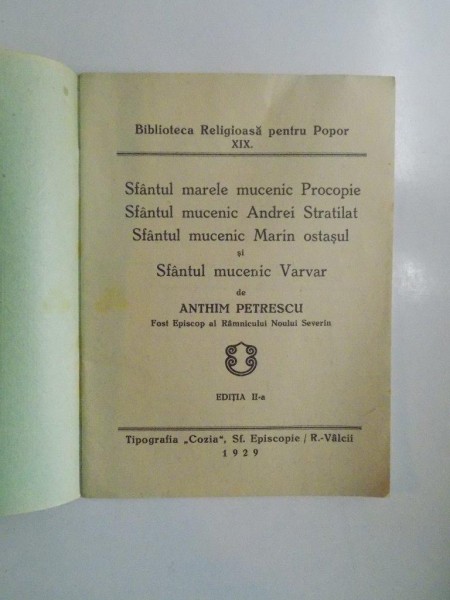 Biblioteca Religioasă pentru Popor
XIX.
Sfântul marele mucenic Procopie
Sfântul mucenic Andrei Stratilat
Sfântul mucenic Marin ostaşul
şi
Sfântul mucenic Varvar
de
ANTHIM PETRESCU
Fost Episcop al Râmnicului Noului Severin
EDIŢIA II-a
Tipografia „Cozia“, Sf. Episcopie / R.-Vâlcii
1929